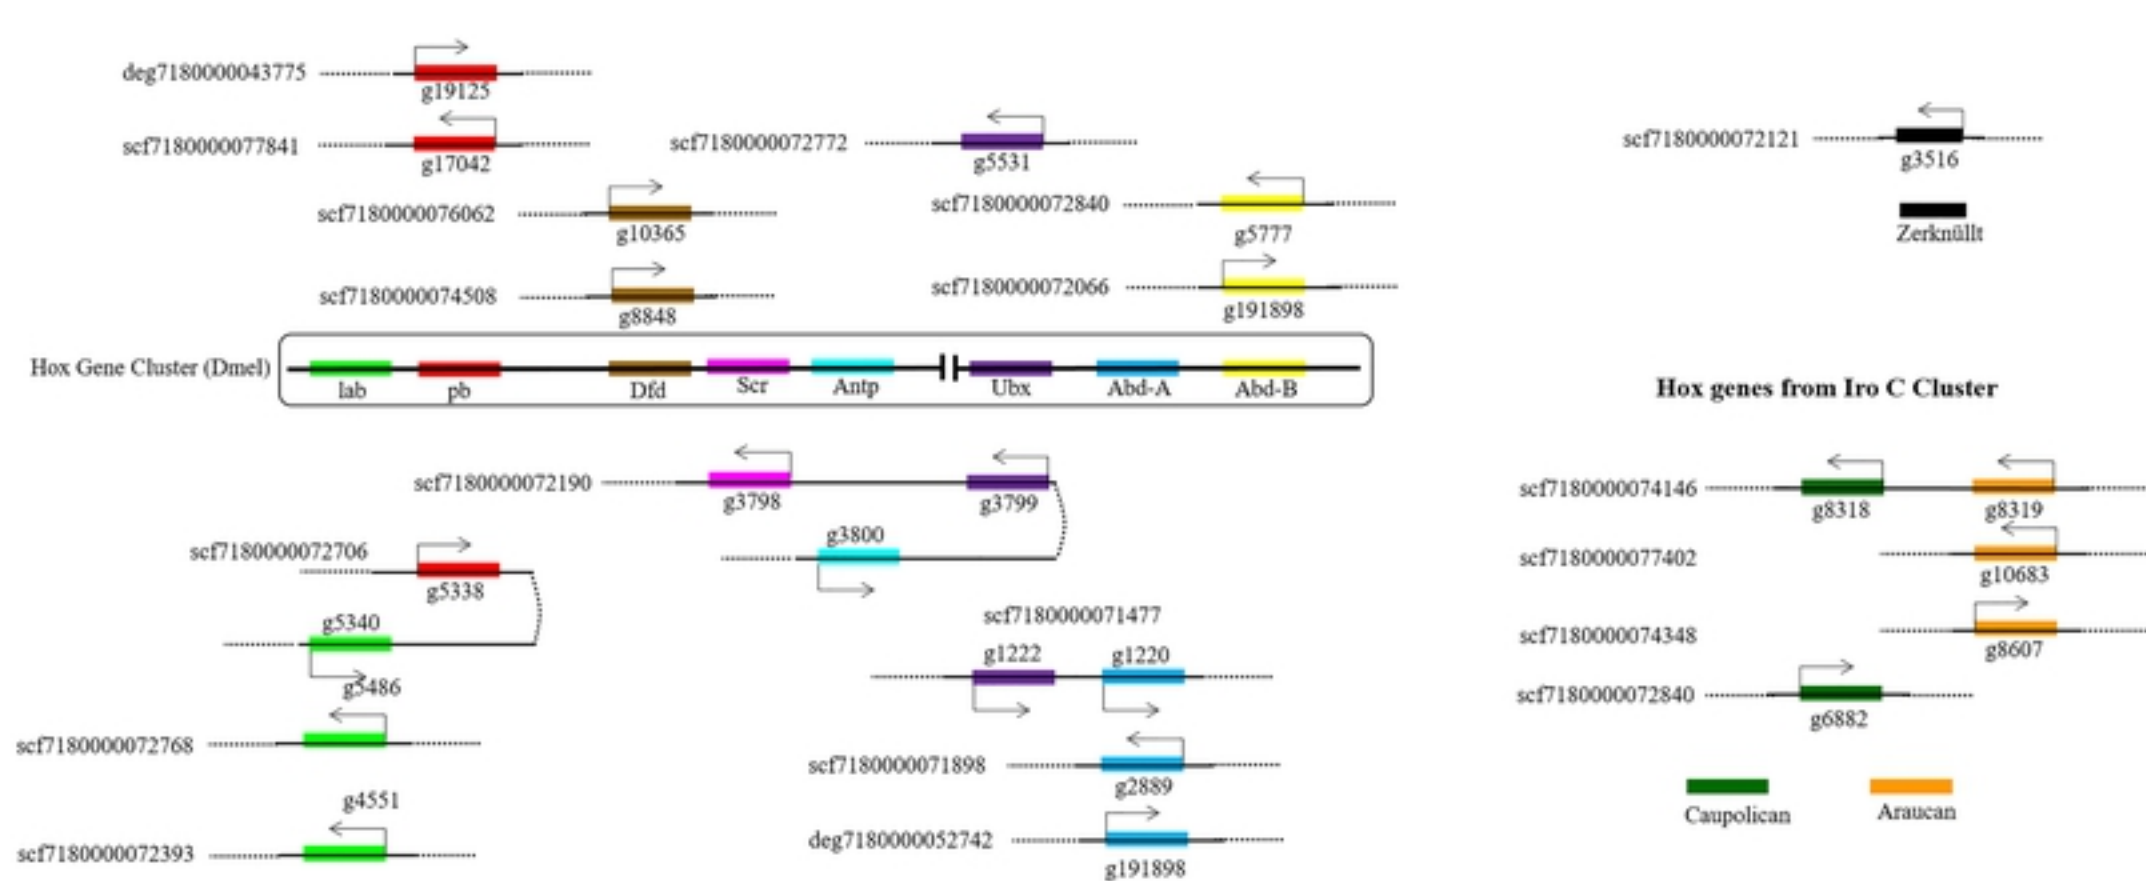 deg7180000043775
g19125
scf7180000077841
g17042
scf7180000072772
g5531
scf7180000072121
g3516
scf7180000076062
g10365
scf7180000072840
g5777
Zerknüllt
scf7180000074508
g8848
scf7180000072066
g191898
Hox Gene Cluster (Dmel)
lab
pb
Dfd
Scr
Antp
Ubx
Abd-A
Abd-B
Hox genes from Iro C Cluster
scf7180000072190
g3798
g3799
g3800
scf7180000072706
g5338
g5340
g5486
scf7180000072768
g4551
scf7180000072393
scf7180000071477
g1222
g1220
scf7180000071898
g2889
deg7180000052742
g191898
scf7180000074146
g8318
g8319
scf7180000077402
g10683
scf7180000074348
g8607
scf7180000072840
g6882
Caupolican
Araucan